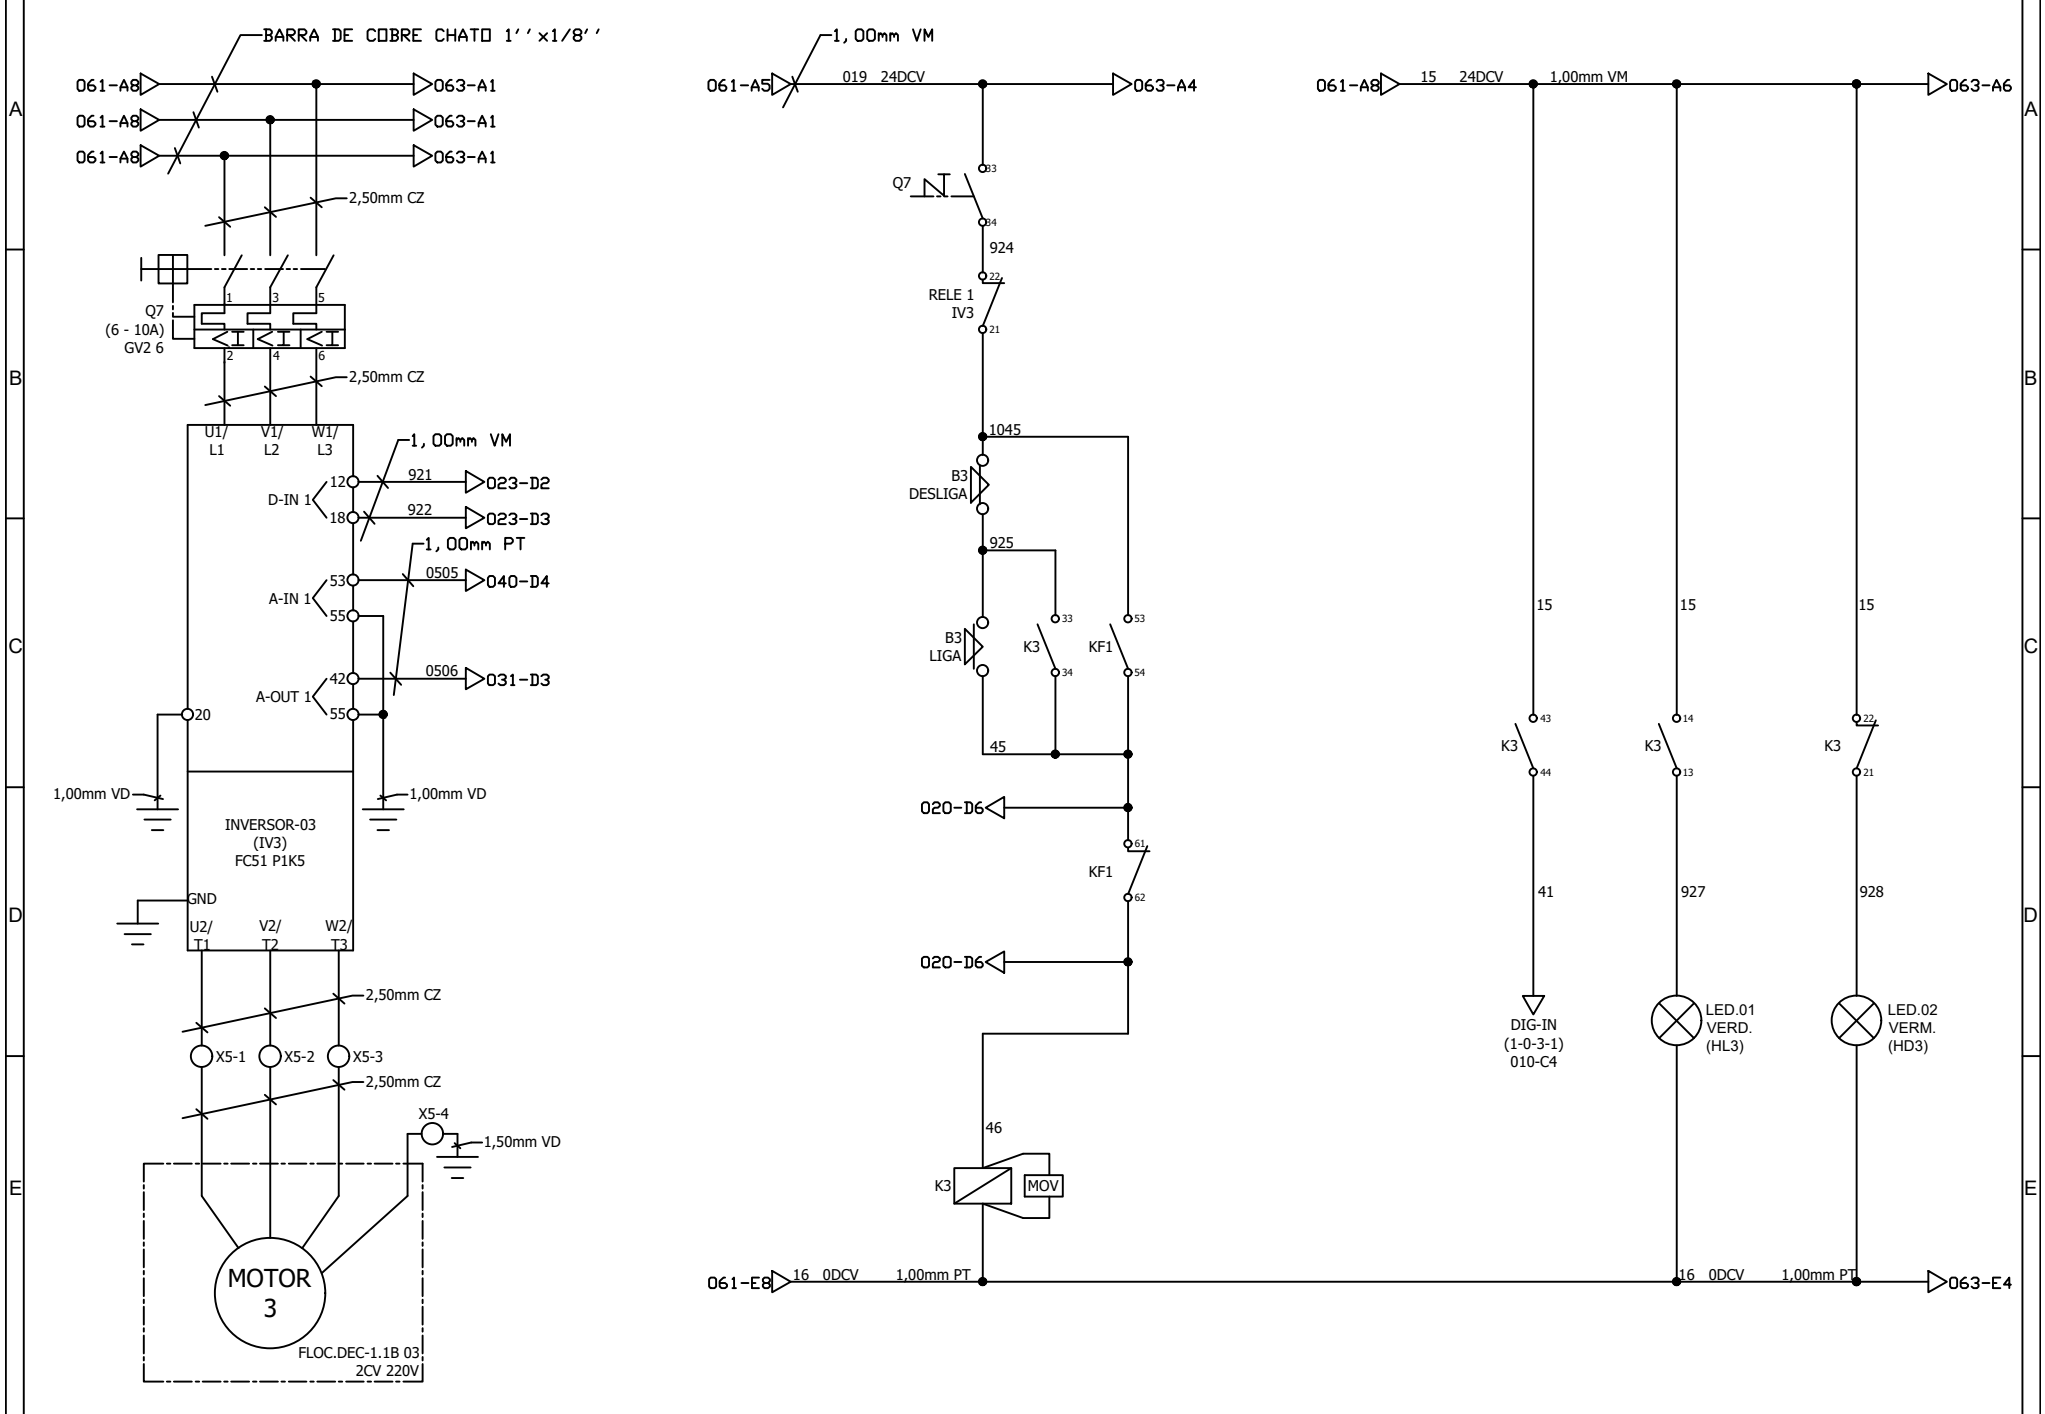 BARRA DE COBRE CHATO 1''x1/8''
061-A8
063-A1
061-A8
063-A1
061-A8
063-A1
2,50mm CZ
Q7
(6 - 10A)
GV2 6
1
3
5
2
4
6
2,50mm CZ
U1/
L1
V1/
L2
W1/
L3
1,00mm VM
D-IN 1
12
921
023-D2
18
922
023-D3
1,00mm PT
A-IN 1
53
0505
040-D4
55
A-OUT 1
42
0506
031-D3
55
20
1,00mm VD
1,00mm VD
INVERSOR-03
(IV3)
FC51 P1K5
GND
U2/
T1
V2/
T2
W2/
T3
2,50mm CZ
X5-1
X5-2
X5-3
2,50mm CZ
X5-4
1,50mm VD
MOTOR
3
FLOC.DEC-1.1B 03
2CV 220V
1,00mm VM
061-A5
019 24DCV
063-A4
Q7
33
34
924
RELE 1
IV3
22
21
1045
B3
DESLIGA
925
B3
LIGA
K3
33
34
KF1
53
54
45
020-D6
KF1
61
62
020-D6
46
K3
MOV
061-E8
16 0DCV 1,00mm PT
061-A8
15 24DCV 1,00mm VM
063-A6
15
15
15
K3
43
44
K3
14
13
K3
22
21
41
927
928
DIG-IN
(1-0-3-1)
010-C4
LED.01
VERD.
(HL3)
LED.02
VERM.
(HD3)
16 0DCV 1,00mm PT
063-E4
A
B
C
D
E
A
B
C
D
E